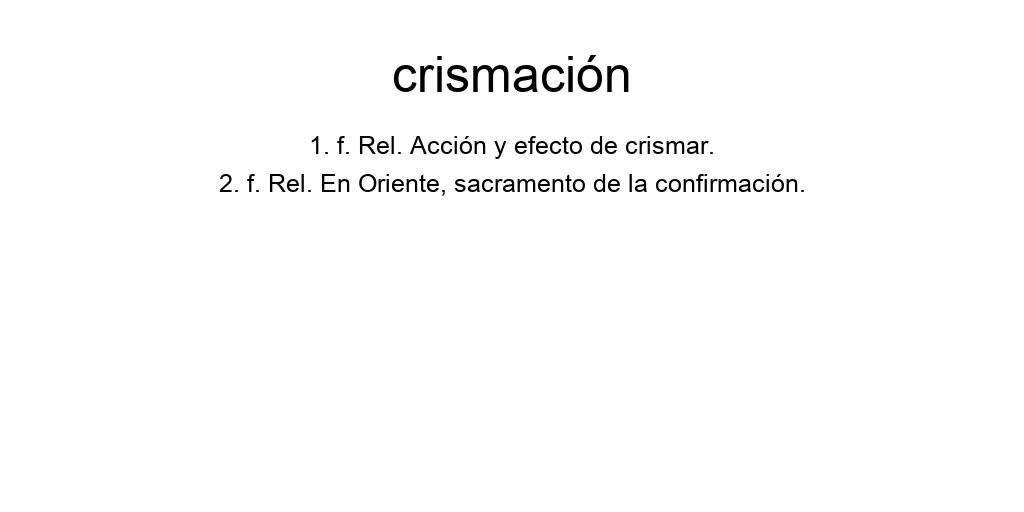 crismación
1. f. Rel. Acción y efecto de crismar.
2. f. Rel. En Oriente, sacramento de la confirmación.